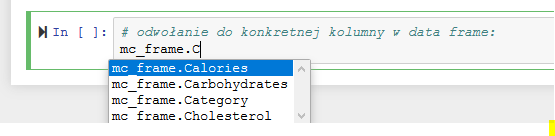 In [ ]: # odwołanie do konkretnej kolumny w data frame:
mc_frame.C
mc_frame.Calories
mc_frame.Carbohydrates
mc_frame.Category
mc_frame.Cholesterol